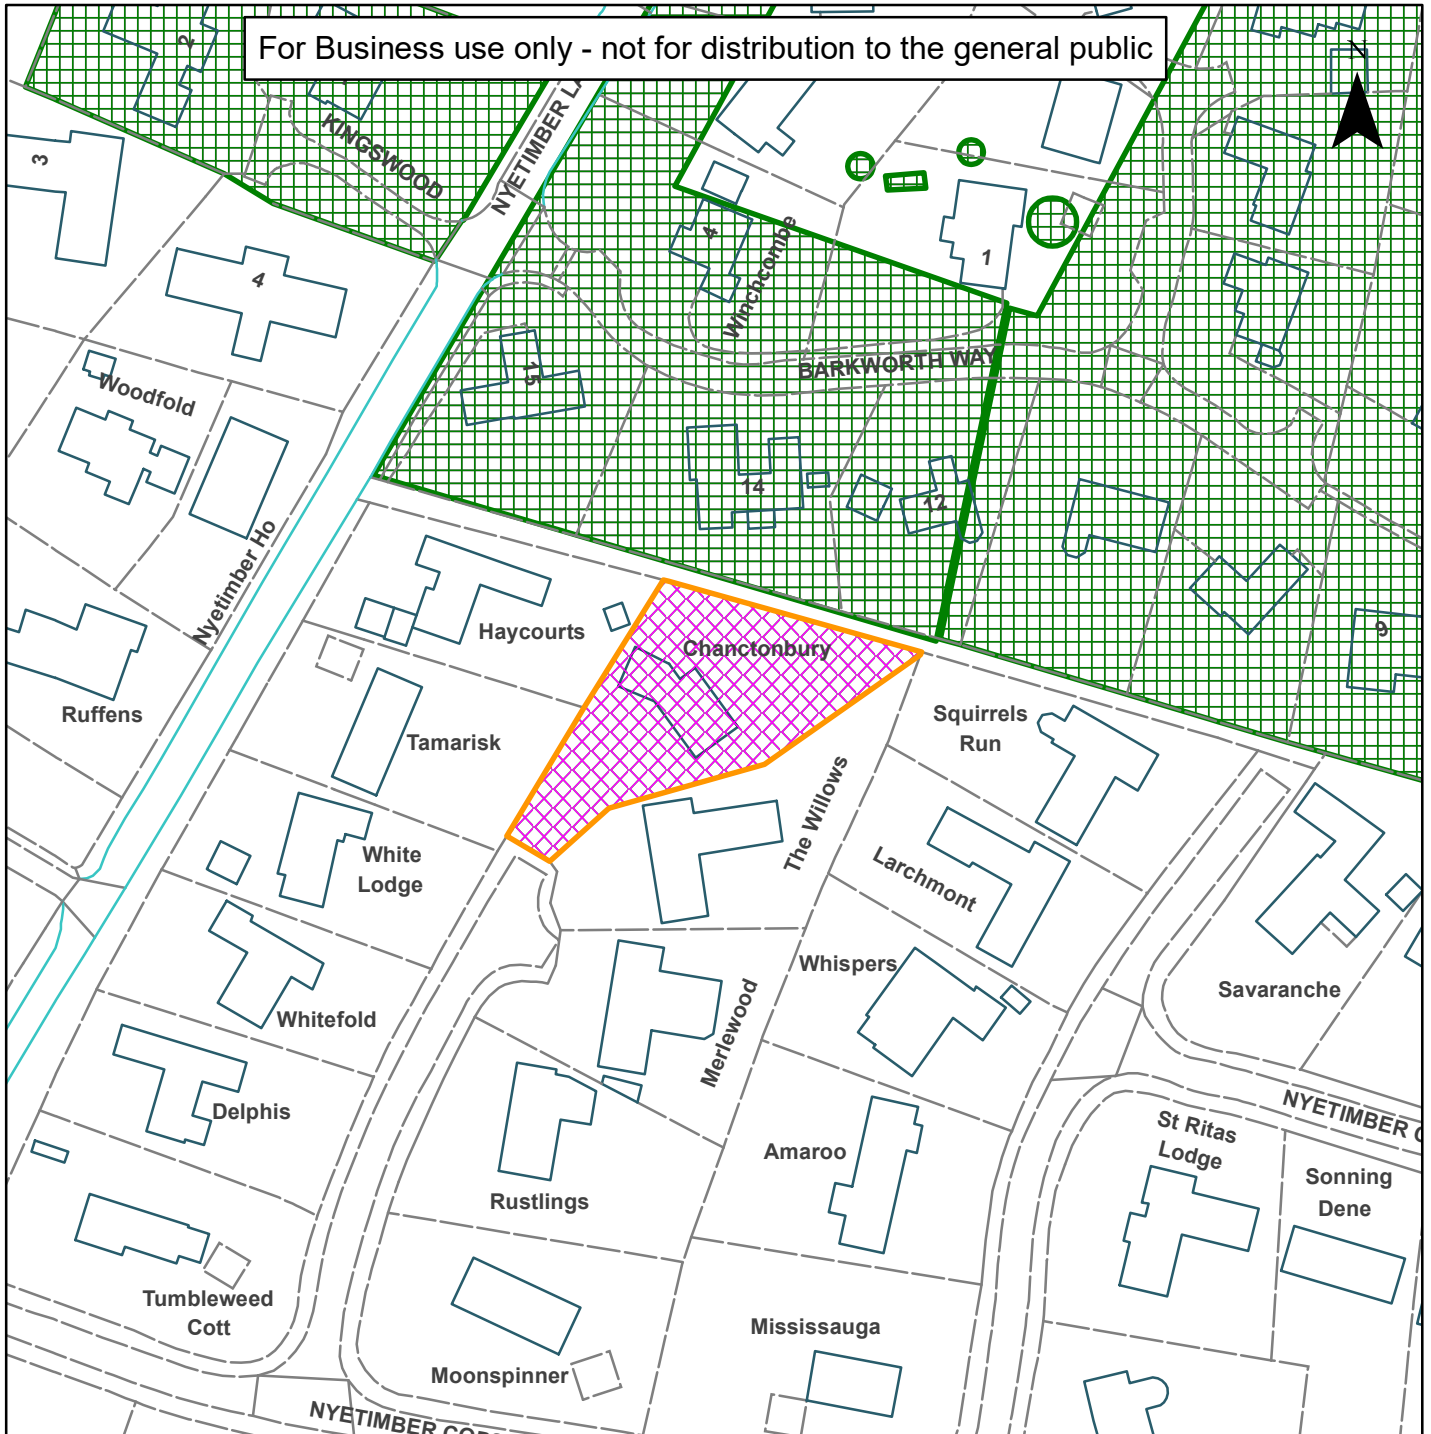 For Business use only - not for distribution to the general public
N
2
KINGSWOOD
NYETIMBER LA
3
4
4
Winchcombe
1
BARKWORTH WAY
15
Woodfold
14
12
Nyetimber Ho
Haycourts
Chanctonbury
9
Ruffens
Tamarisk
Squirrels
Run
The Willows
White
Lodge
Larchmont
Whispers
Savaranche
Whitefold
Merlewood
Delphis
NYETIMBER C
St Ritas
Lodge
Amaroo
Sonning
Dene
Rustlings
Tumbleweed
Cott
Mississauga
Moonspinner
NYETIMBER COPS